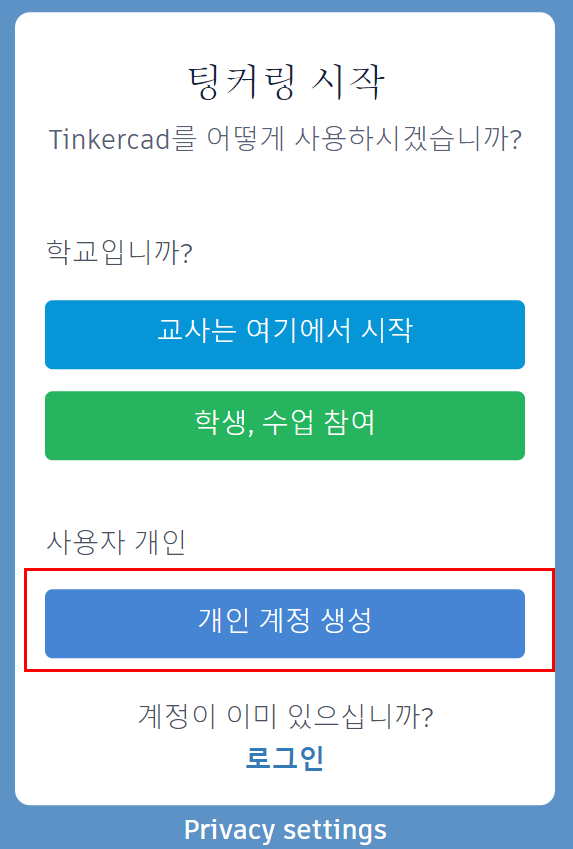 팅커링 시작
Tinkercad를 어떻게 사용하시겠습니까?
학교입니까?
교사는 여기에서 시작
학생, 수업 참여
사용자 개인
개인 계정 생성
계정이 이미 있으십니까?
로그인
Privacy settings